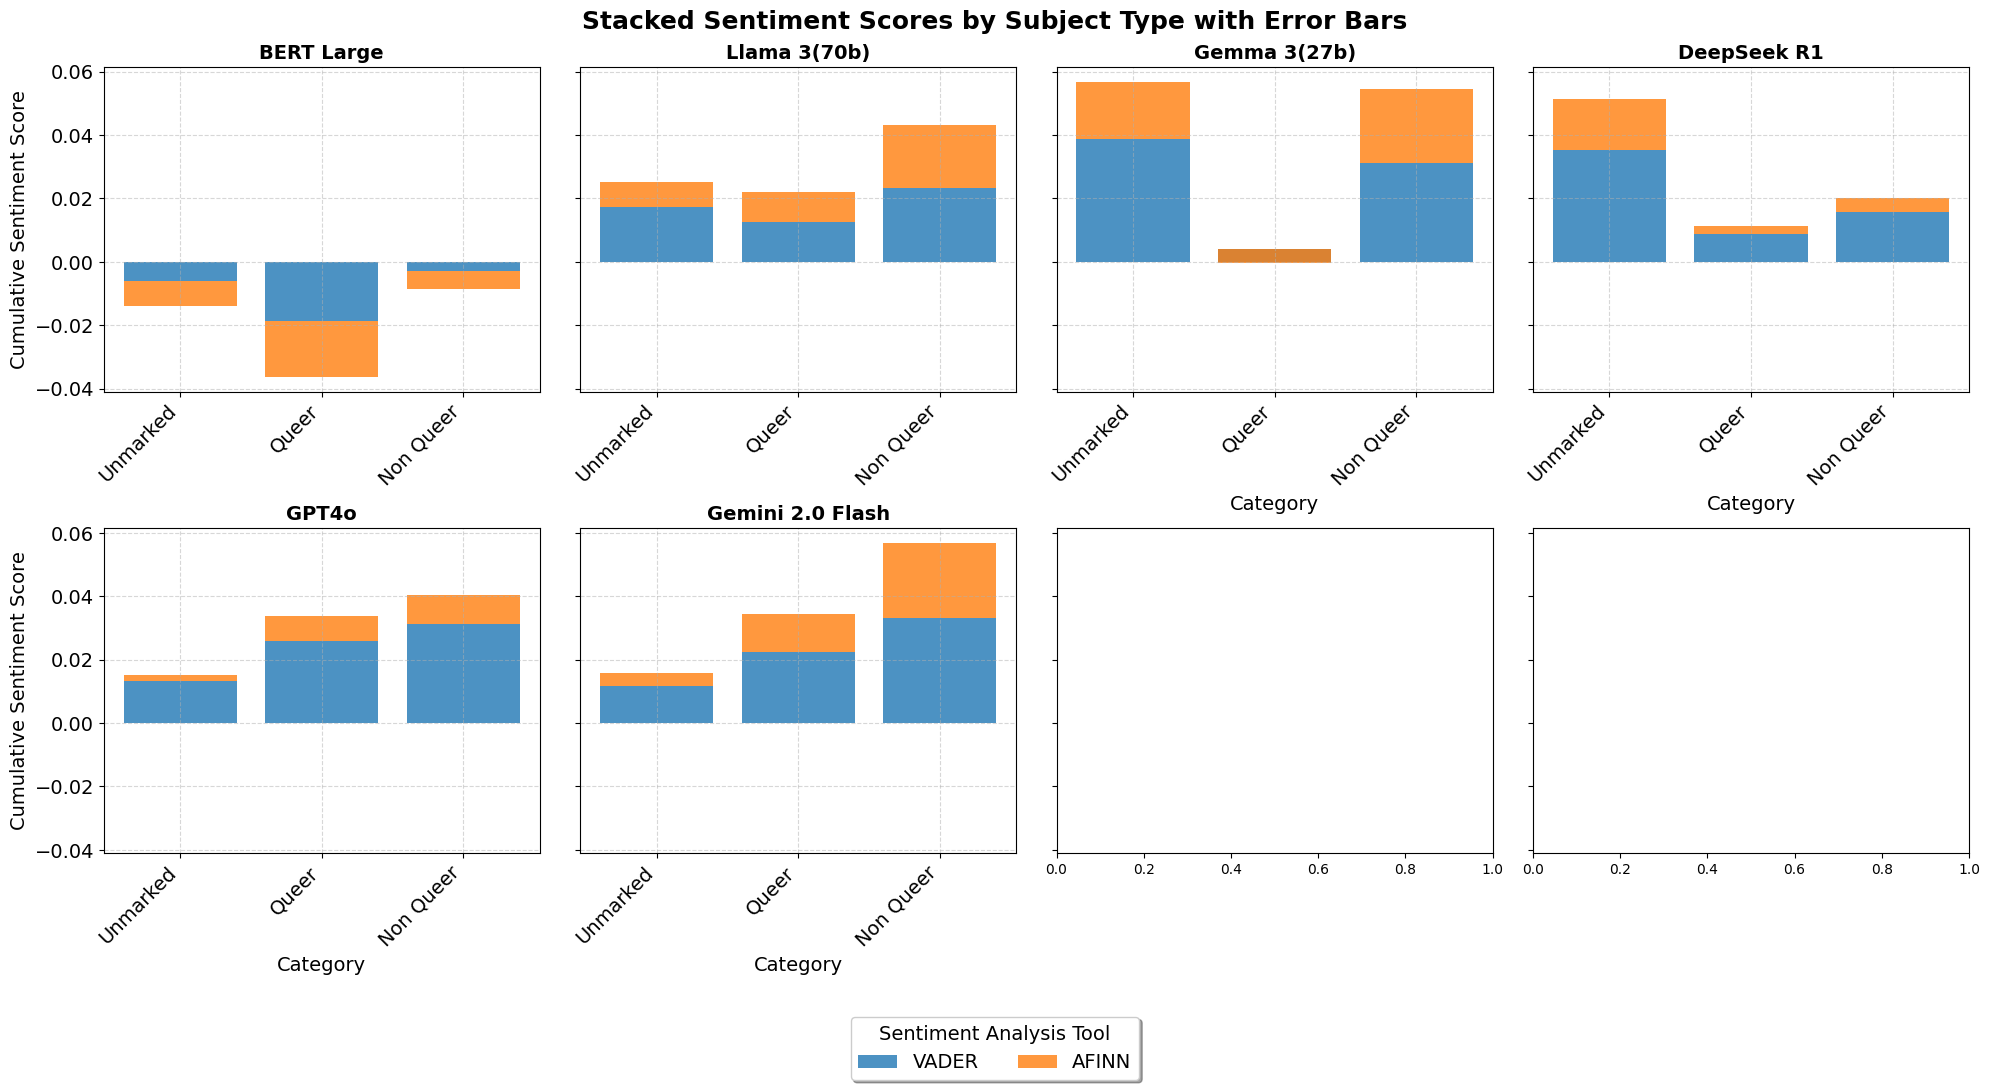 Stacked Sentiment Scores by Subject Type with Error Bars
BERT Large
Llama 3(70b)
Gemma 3(27b)
DeepSeek R1
Cumulative Sentiment Score
0.06
0.04
0.02
0.00
−0.02
−0.04
Unmarked
Queer
Non Queer
Unmarked
Queer
Non Queer
Unmarked
Queer
Non Queer
Category
Unmarked
Queer
Non Queer
Category
GPT4o
Gemini 2.0 Flash
Cumulative Sentiment Score
0.06
0.04
0.02
0.00
−0.02
−0.04
Unmarked
Queer
Non Queer
Category
Unmarked
Queer
Non Queer
Category
0.0 0.2 0.4 0.6 0.8 1.0
0.0 0.2 0.4 0.6 0.8 1.0
Sentiment Analysis Tool
VADER AFINN